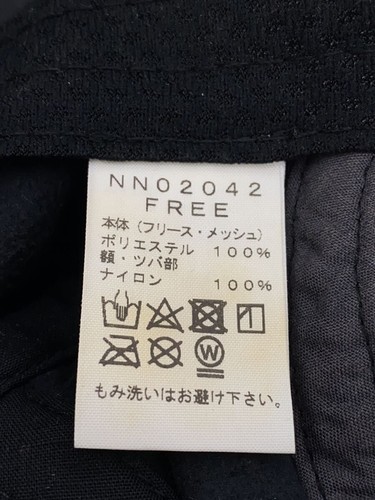 NN02042
FREE
本体（フリース・メッシュ）
ポリエステル 100%
額・ツバ部
ナイロン 100%
W
もみ洗いはお避け下さい。